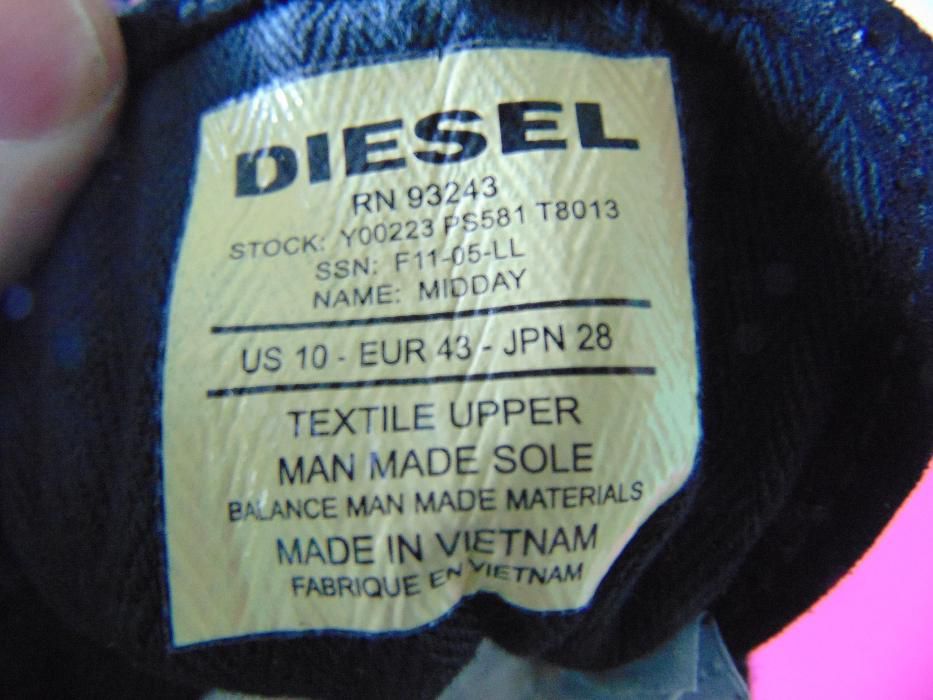 DIESEL
RN 93243
STOCK: Y00223 PS581 T8013
SSN: F11-05-LL
NAME: MIDDAY
US 10 - EUR 43 - JPN 28
TEXTILE UPPER
MAN MADE SOLE
BALANCE MAN MADE MATERIALS
MADE IN VIETNAM
FABRIQUE EN VIETNAM